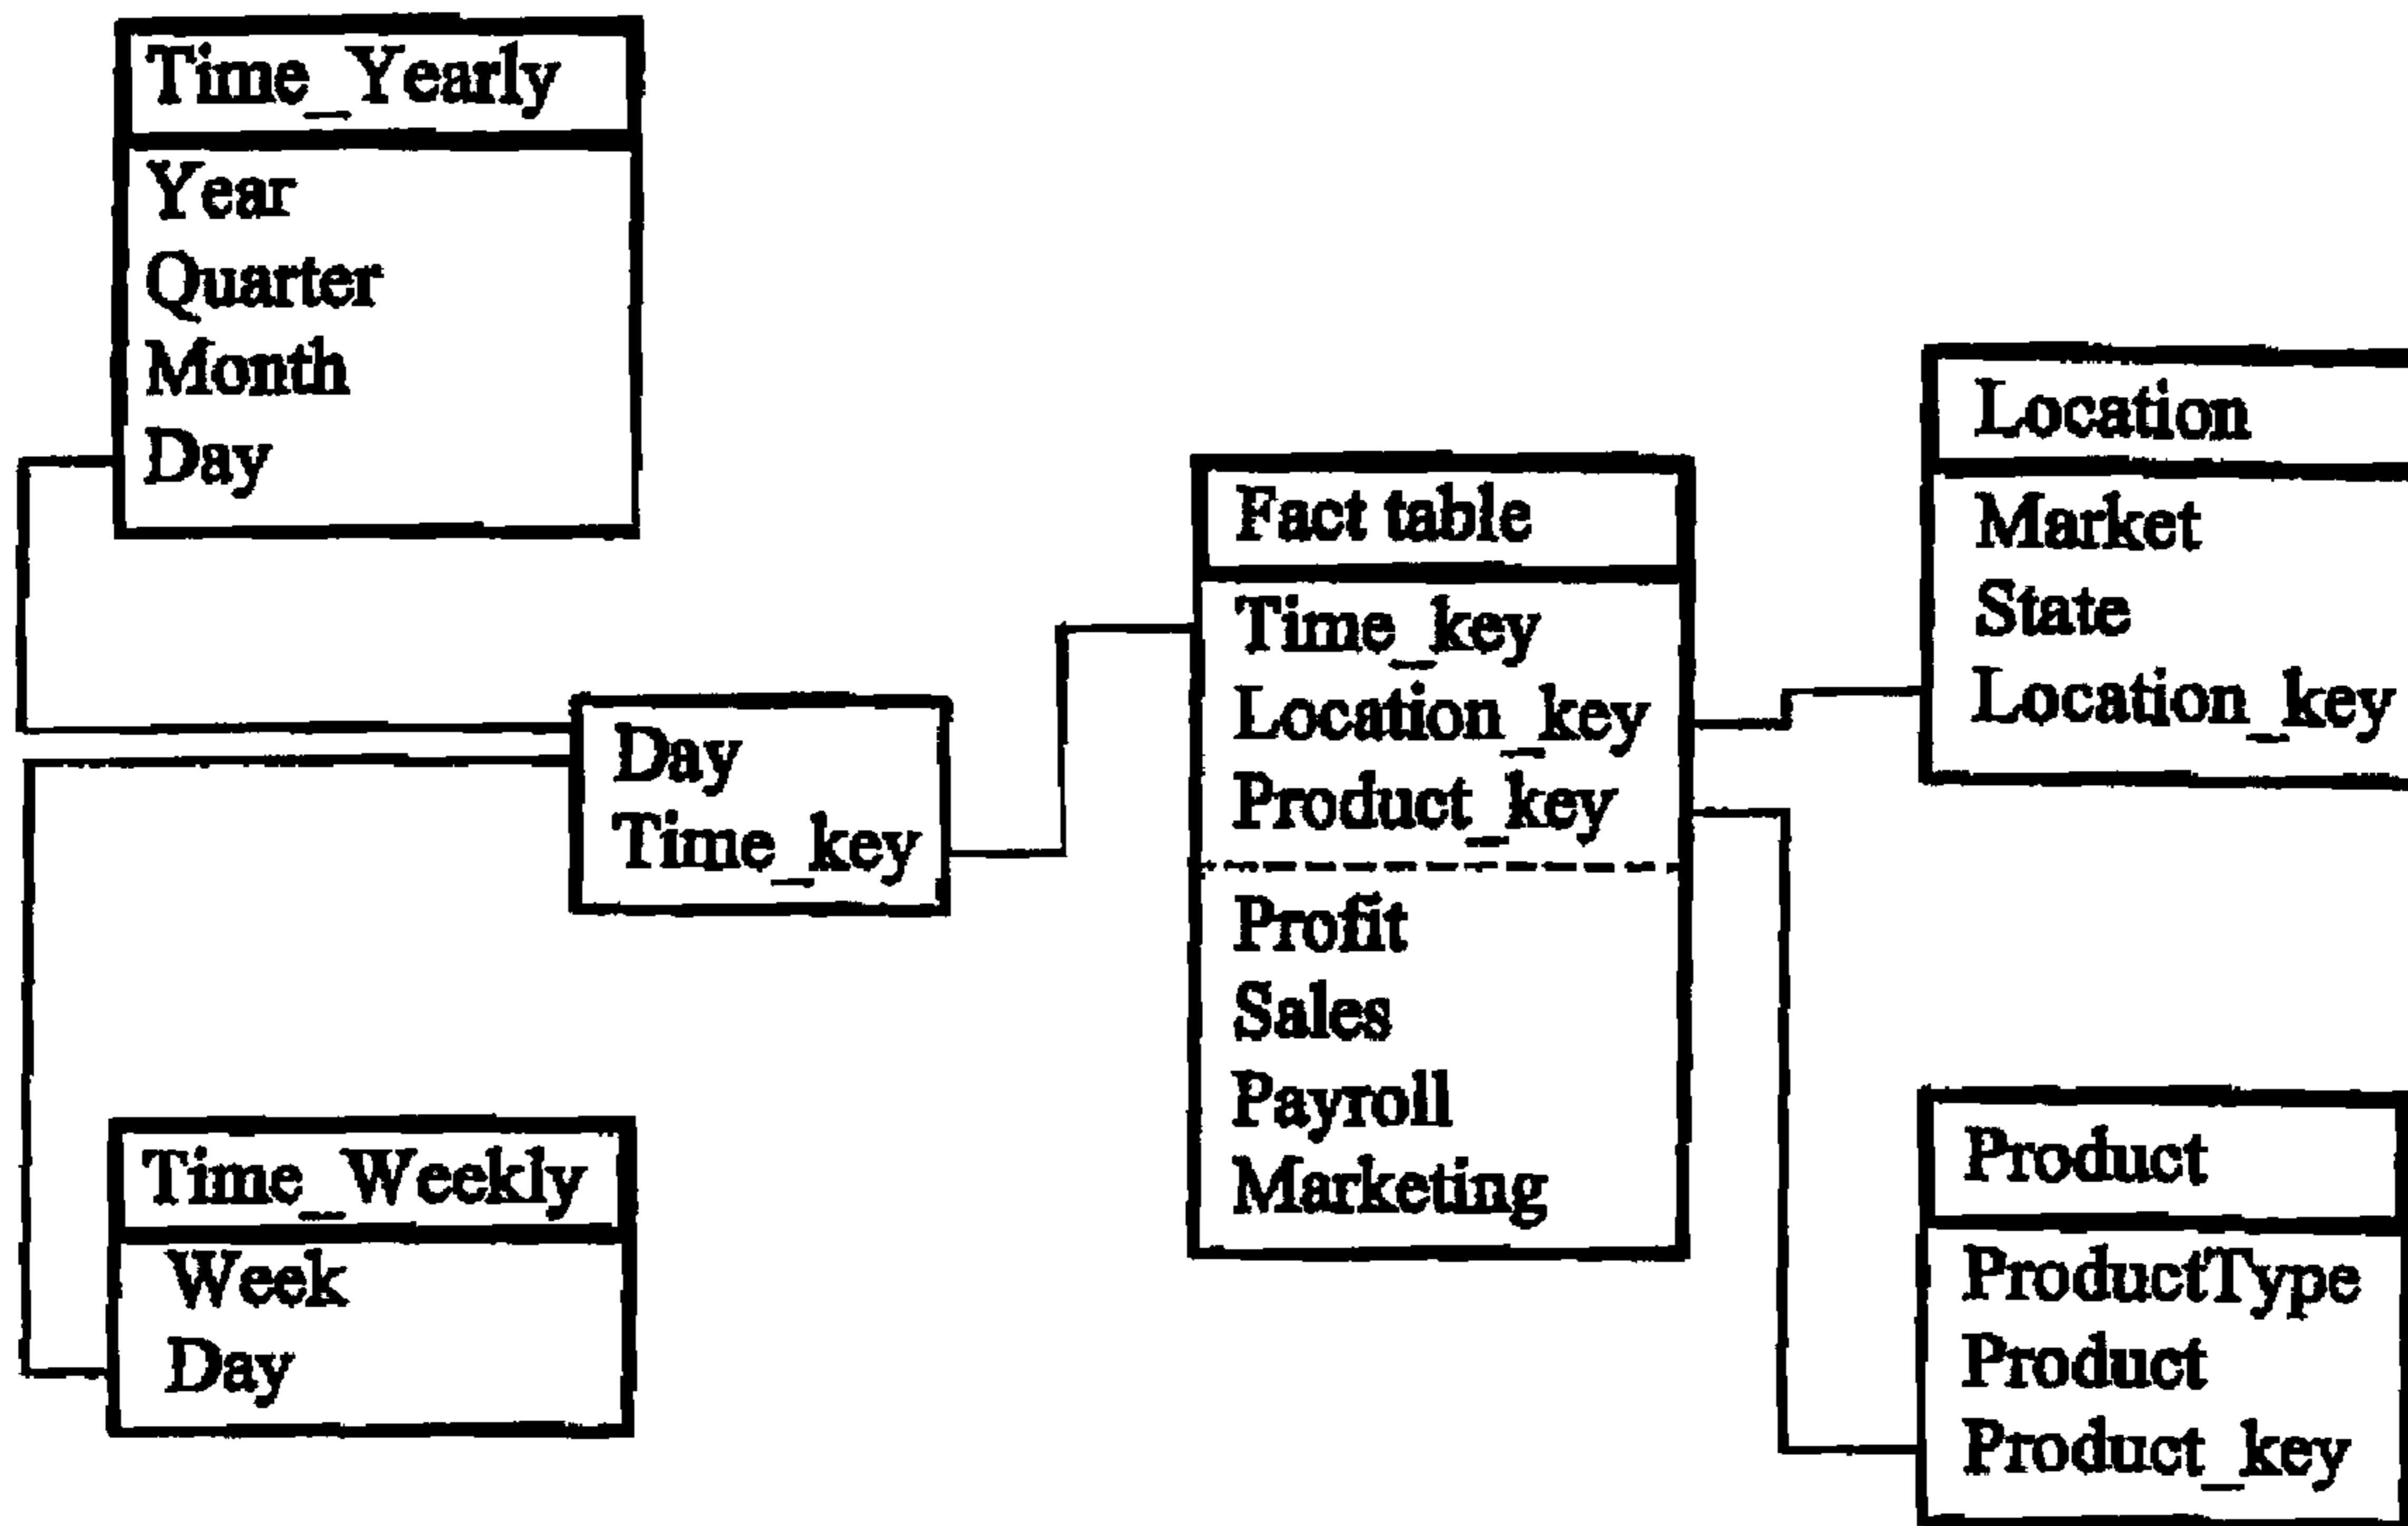 Time_Yearly
Year
Quarter
Month
Day
Day
Time_key
Time_Weekly
Week
Day
Fact table
Time_key
Location_key
Product_key
Profit
Sales
Payroll
Marketing
Location
Market
State
Location_key
Product
ProductType
Product
Product_key